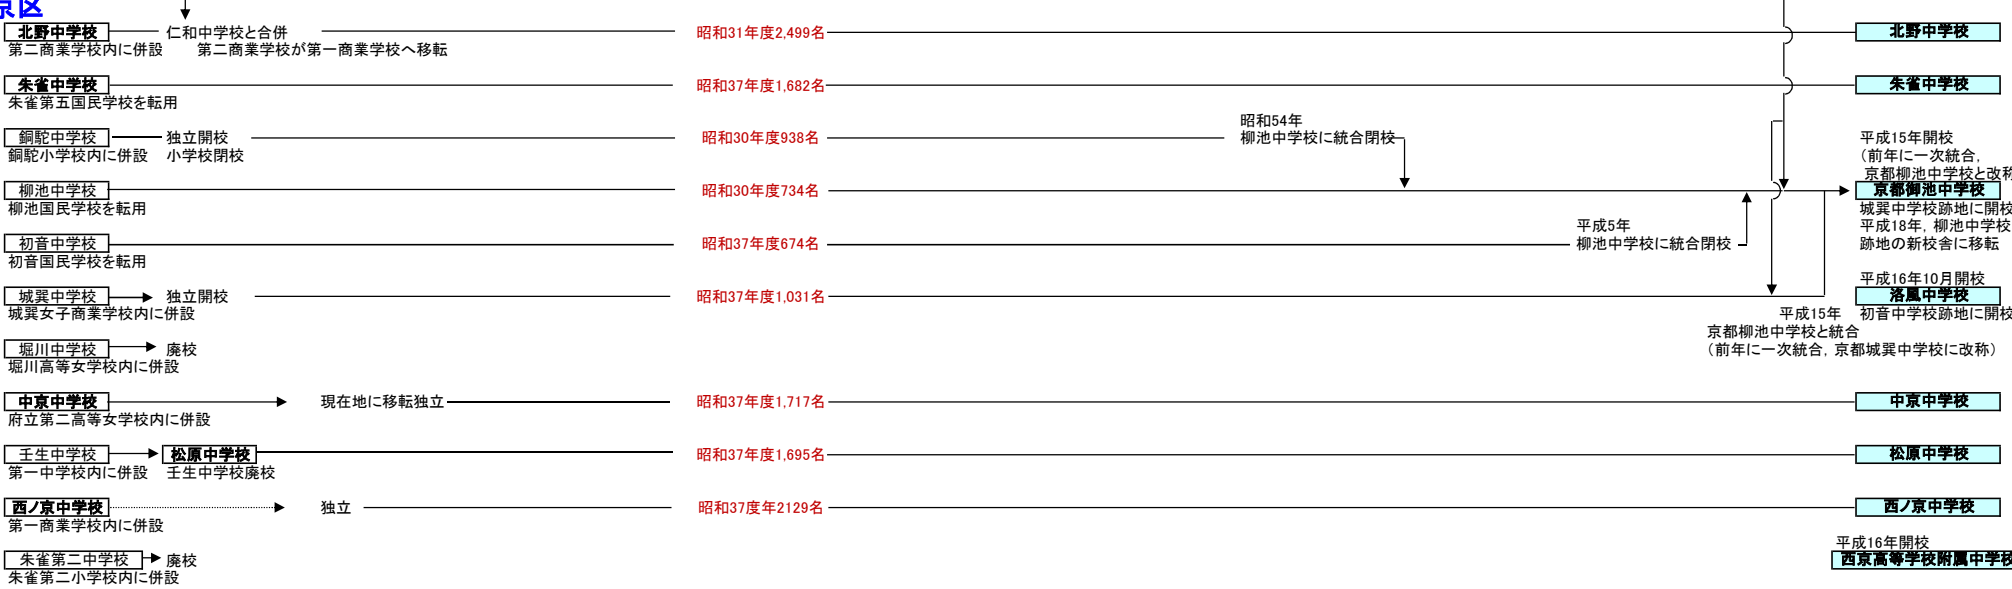 京区
北野中学校 仁和中学校と合併 昭和31年度2,499名 北野中学校
第二商業学校内に併設 第二商業学校が第一商業学校へ移転
朱雀中学校 昭和37年度1,682名 朱雀中学校
朱雀第五国民学校を転用
昭和54年
銅駝中学校 独立開校 昭和30年度938名 柳池中学校に統合閉校 平成15年開校
銅駝小学校内に併設 小学校閉校 (前年に一次統合,
京都柳池中学校と改称
柳池中学校 昭和30年度734名 京都御池中学校
柳池国民学校を転用 城巽中学校跡地に開校
平成5年 平成18年, 柳池中学校
初音中学校 昭和37年度674名 柳池中学校に統合閉校 跡地の新校舎に移転
初音国民学校を転用
平成16年10月開校
城巽中学校 独立開校 昭和37年度1,031名 洛風中学校
城巽女子商業学校内に併設 平成15年 初音中学校跡地に開校
京都柳池中学校と統合
堀川中学校 廃校 (前年に一次統合, 京都城巽中学校に改称)
堀川高等女学校内に併設
中京中学校 現在地に移転独立 昭和37年度1,717名 中京中学校
府立第二高等女学校内に併設
壬生中学校 松原中学校 昭和37年度1,695名 松原中学校
第一中学校内に併設 壬生中学校廃校
西ノ京中学校 独立 昭和37度年2129名 西ノ京中学校
第一商業学校内に併設
平成16年開校
朱雀第二中学校 廃校 西京高等学校附属中学校
朱雀第二小学校内に併設